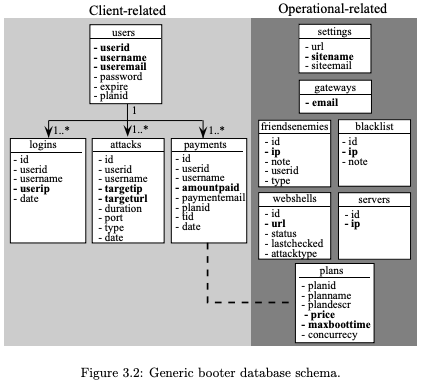 Client-related
Operational-related
users
- userid
- username
- useremail
- password
- expire
- planid
1
1..*
1..*
1..*
logins
- id
- userid
- username
- userip
- date
attacks
- id
- userid
- username
- targetip
- targeturl
- duration
- port
- type
- date
payments
- id
- userid
- username
- amountpaid
- paymentemail
- planid
- tid
- date
settings
- url
- sitename
- siteemail
gateways
- email
friendsenemies
- id
- ip
- note
- userid
- type
blacklist
- id
- ip
- note
webshells
- id
- url
- status
- lastchecked
- attacktype
servers
- id
- ip
plans
- planid
- planname
- plandescr
- price
- maxboottime
- concurrecy
Figure 3.2: Generic booter database schema.